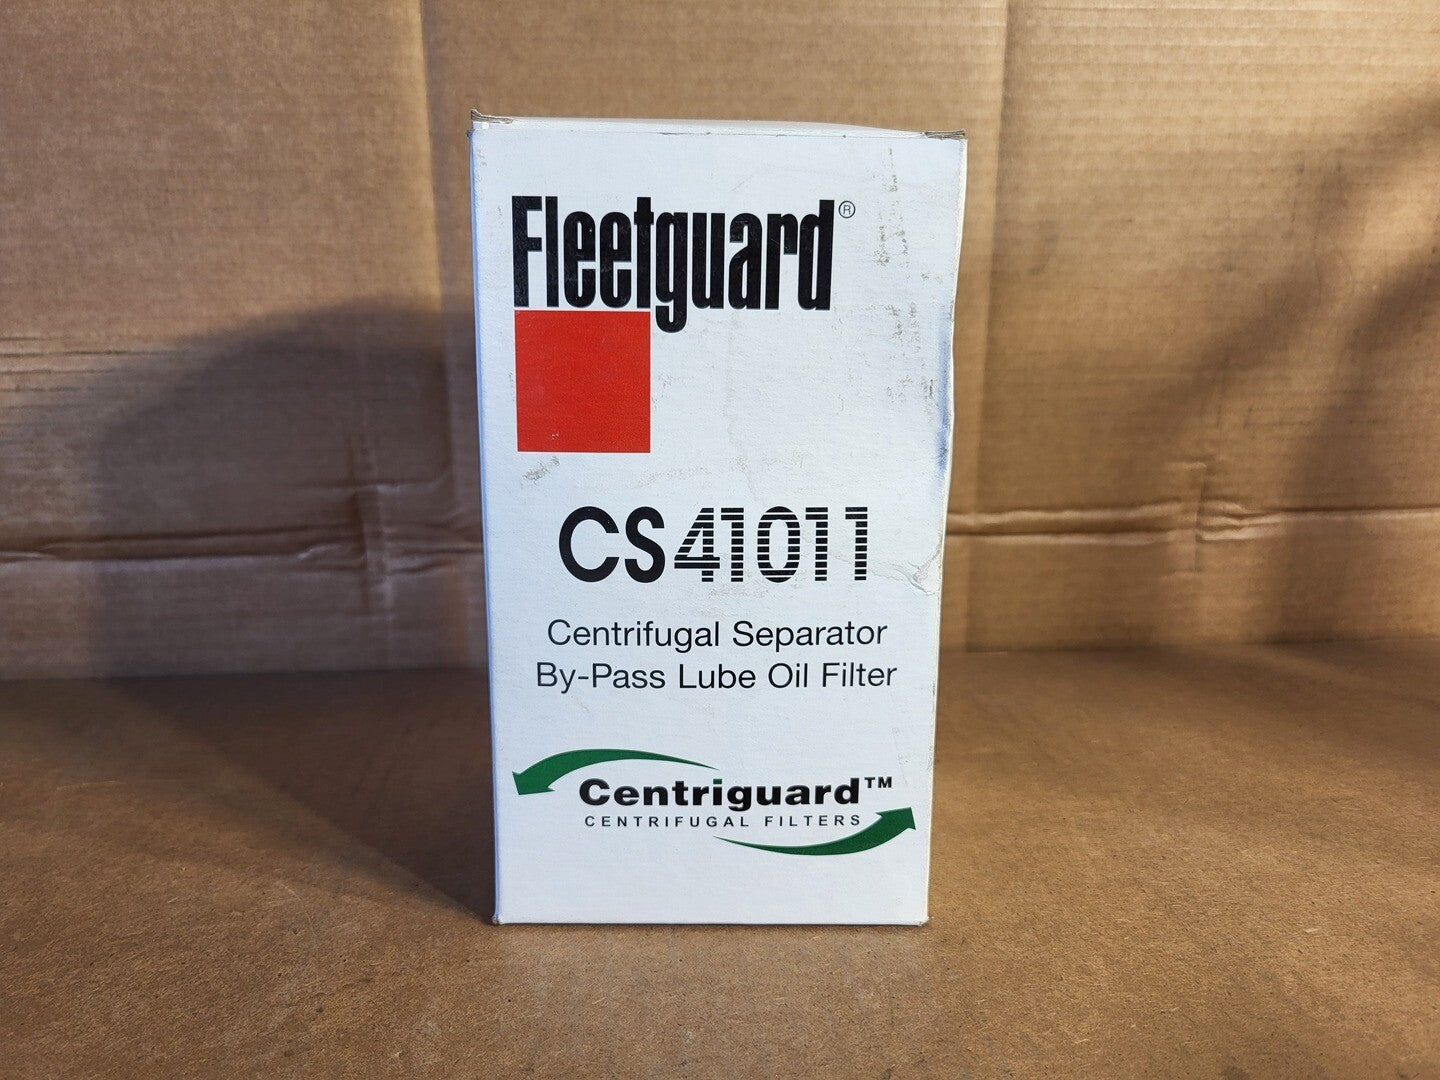 Fleetguard®
CS41011
Centrifugal Separator
By-Pass Lube Oil Filter
Centriguard™
CENTRIFUGAL FILTERS